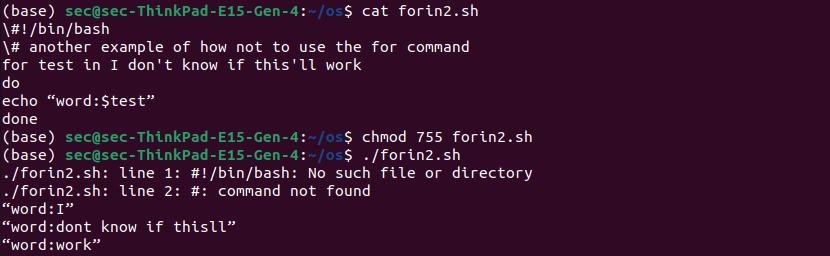 (base) sec@sec-ThinkPad-E15-Gen-4:~/os$ cat forin2.sh
\#!/bin/bash
\# another example of how not to use the for command
for test in I don't know if this'll work
do
echo “word:$test”
done
(base) sec@sec-ThinkPad-E15-Gen-4:~/os$ chmod 755 forin2.sh
(base) sec@sec-ThinkPad-E15-Gen-4:~/os$ ./forin2.sh
./forin2.sh: line 1: #!/bin/bash: No such file or directory
./forin2.sh: line 2: #: command not found
“word:I”
“word:dont know if thisll”
“word:work”